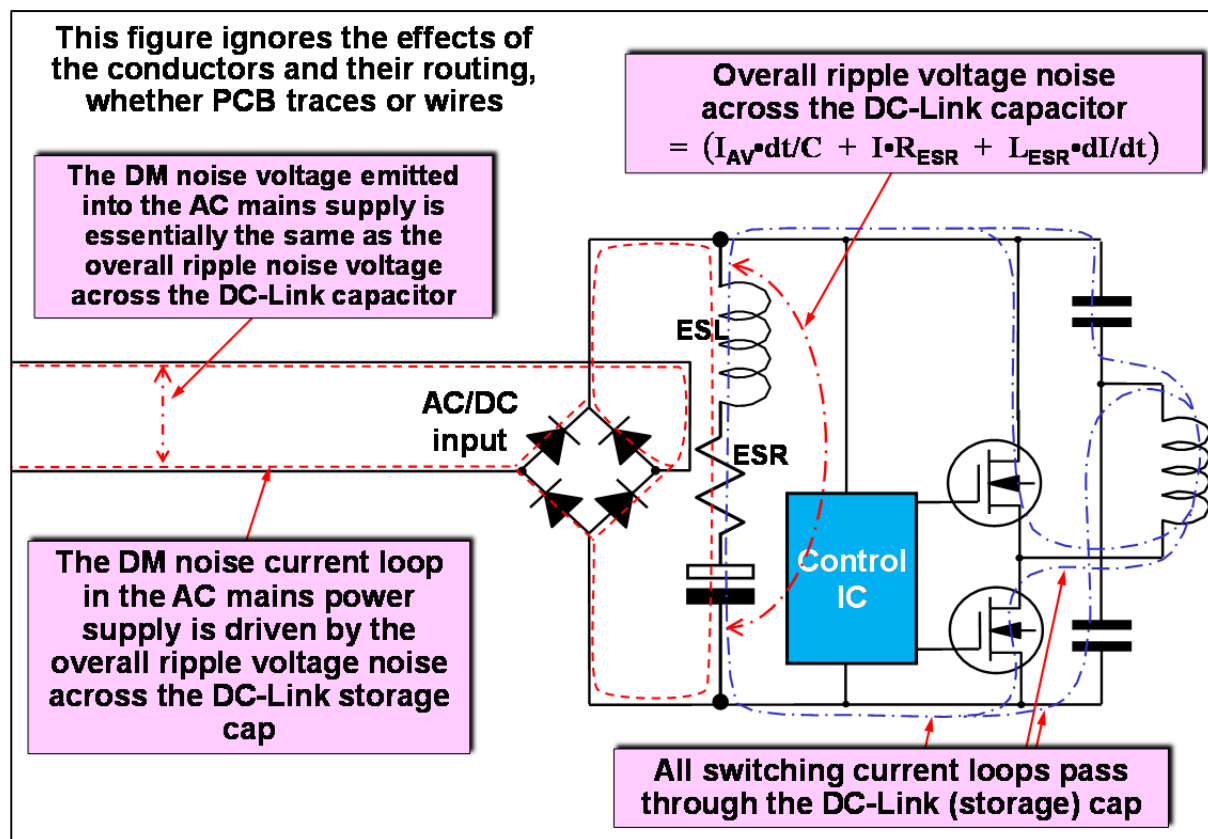 This figure ignores the effects of
the conductors and their routing,
whether PCB traces or wires
Overall ripple voltage noise
across the DC-Link capacitor
= (I_AV•dt/C + I•R_ESR + L_ESR•dI/dt)
The DM noise voltage emitted
into the AC mains supply is
essentially the same as the
overall ripple noise voltage
across the DC-Link capacitor
ESL
AC/DC
input
ESR
Control
IC
The DM noise current loop
in the AC mains power
supply is driven by the
overall ripple voltage noise
across the DC-Link storage
cap
All switching current loops pass
through the DC-Link (storage) cap